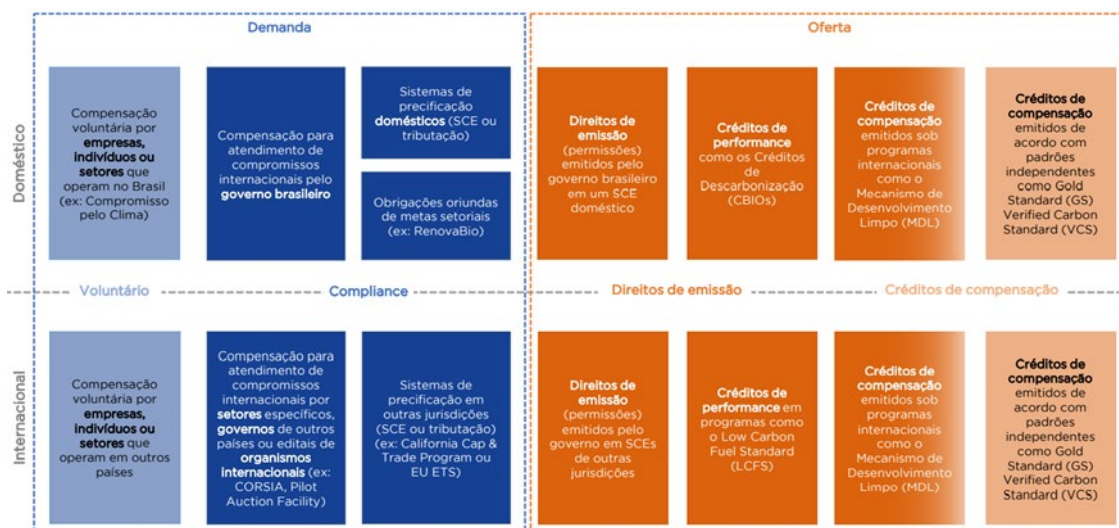 Demanda
Oferta
Doméstico
Compensação
voluntária por
empresas,
indivíduos ou
setores que
operam no Brasil
(ex: Compromisso
pelo Clima)
Compensação para
atendimento de
compromissos
internacionais pelo
governo brasileiro
Sistemas de
precificação
domésticos (SCE ou
tributação)
Obrigações oriundas
de metas setoriais
(ex: RenovaBio)
Direitos de
emissão
(permissões)
emitidos pelo
governo brasileiro
em um SCE
doméstico
Créditos de
performance
como os Créditos
de
Descarbonização
(CBIOs)
Créditos de
compensação
emitidos sob
programas
internacionais
como o
Mecanismo de
Desenvolvimento
Limpo (MDL)
Créditos de
compensação
emitidos de
acordo com
padrões
independentes
como Gold
Standard (GS)
Verified Carbon
Standard (VCS)
Voluntário
Compliance
Direitos de emissão
Créditos de compensação
Internacional
Compensação
voluntária por
empresas,
indivíduos ou
setores que
operam em outros
países
Compensação para
atendimento de
compromissos
internacionais por
setores específicos,
governos de outros
países ou editais de
organismos
internacionais (ex:
CORSIA, Pilot
Auction Facility)
Sistemas de
precificação em
outras jurisdições
(SCE ou tributação)
(ex: California Cap &
Trade Program ou
EU ETS)
Direitos de
emissão
(permissões)
emitidos pelo
governo em SCEs
de outras
jurisdições
Créditos de
performance em
programas como
o Low Carbon
Fuel Standard
(LCFS)
Créditos de
compensação
emitidos sob
programas
internacionais
como o
Mecanismo de
Desenvolvimento
Limpo (MDL)
Créditos de
compensação
emitidos de
acordo com
padrões
independentes
como Gold
Standard (GS)
Verified Carbon
Standard (VCS)